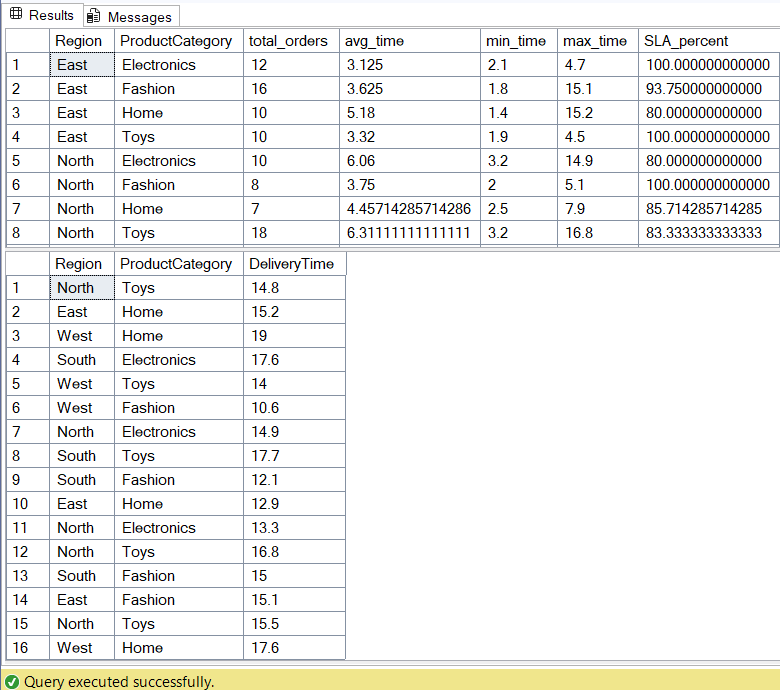 Results Messages
Region ProductCategory total_orders avg_time min_time max_time SLA_percent
1 East Electronics 12 3.125 2.1 4.7 100.000000000000
2 East Fashion 16 3.625 1.8 15.1 93.750000000000
3 East Home 10 5.18 1.4 15.2 80.000000000000
4 East Toys 10 3.32 1.9 4.5 100.000000000000
5 North Electronics 10 6.06 3.2 14.9 80.000000000000
6 North Fashion 8 3.75 2 5.1 100.000000000000
7 North Home 7 4.45714285714286 2.5 7.9 85.714285714285
8 North Toys 18 6.31111111111111 3.2 16.8 83.333333333333
Region ProductCategory DeliveryTime
1 North Toys 14.8
2 East Home 15.2
3 West Home 19
4 South Electronics 17.6
5 West Toys 14
6 West Fashion 10.6
7 North Electronics 14.9
8 South Toys 17.7
9 South Fashion 12.1
10 East Home 12.9
11 North Electronics 13.3
12 North Toys 16.8
13 South Fashion 15
14 East Fashion 15.1
15 North Toys 15.5
16 West Home 17.6
Query executed successfully.